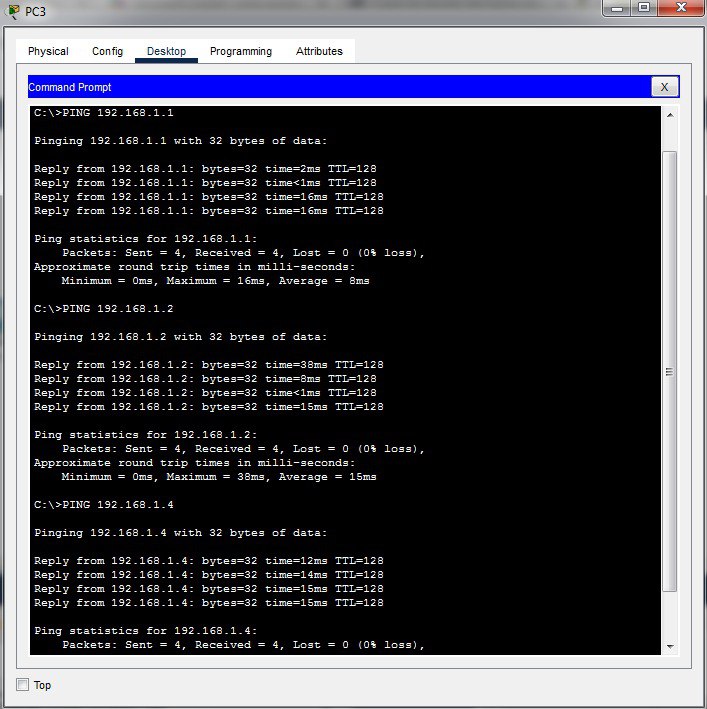 PC3
Physical Config Desktop Programming Attributes
Command Prompt
X
C:\>PING 192.168.1.1
Pinging 192.168.1.1 with 32 bytes of data:
Reply from 192.168.1.1: bytes=32 time=2ms TTL=128
Reply from 192.168.1.1: bytes=32 time<1ms TTL=128
Reply from 192.168.1.1: bytes=32 time=16ms TTL=128
Reply from 192.168.1.1: bytes=32 time=16ms TTL=128
Ping statistics for 192.168.1.1:
Packets: Sent = 4, Received = 4, Lost = 0 (0% loss),
Approximate round trip times in milli-seconds:
Minimum = 0ms, Maximum = 16ms, Average = 8ms
C:\>PING 192.168.1.2
Pinging 192.168.1.2 with 32 bytes of data:
Reply from 192.168.1.2: bytes=32 time=38ms TTL=128
Reply from 192.168.1.2: bytes=32 time=8ms TTL=128
Reply from 192.168.1.2: bytes=32 time<1ms TTL=128
Reply from 192.168.1.2: bytes=32 time=15ms TTL=128
Ping statistics for 192.168.1.2:
Packets: Sent = 4, Received = 4, Lost = 0 (0% loss),
Approximate round trip times in milli-seconds:
Minimum = 0ms, Maximum = 38ms, Average = 15ms
C:\>PING 192.168.1.4
Pinging 192.168.1.4 with 32 bytes of data:
Reply from 192.168.1.4: bytes=32 time=12ms TTL=128
Reply from 192.168.1.4: bytes=32 time=14ms TTL=128
Reply from 192.168.1.4: bytes=32 time=15ms TTL=128
Reply from 192.168.1.4: bytes=32 time=15ms TTL=128
Ping statistics for 192.168.1.4:
Packets: Sent = 4, Received = 4, Lost = 0 (0% loss),
Top